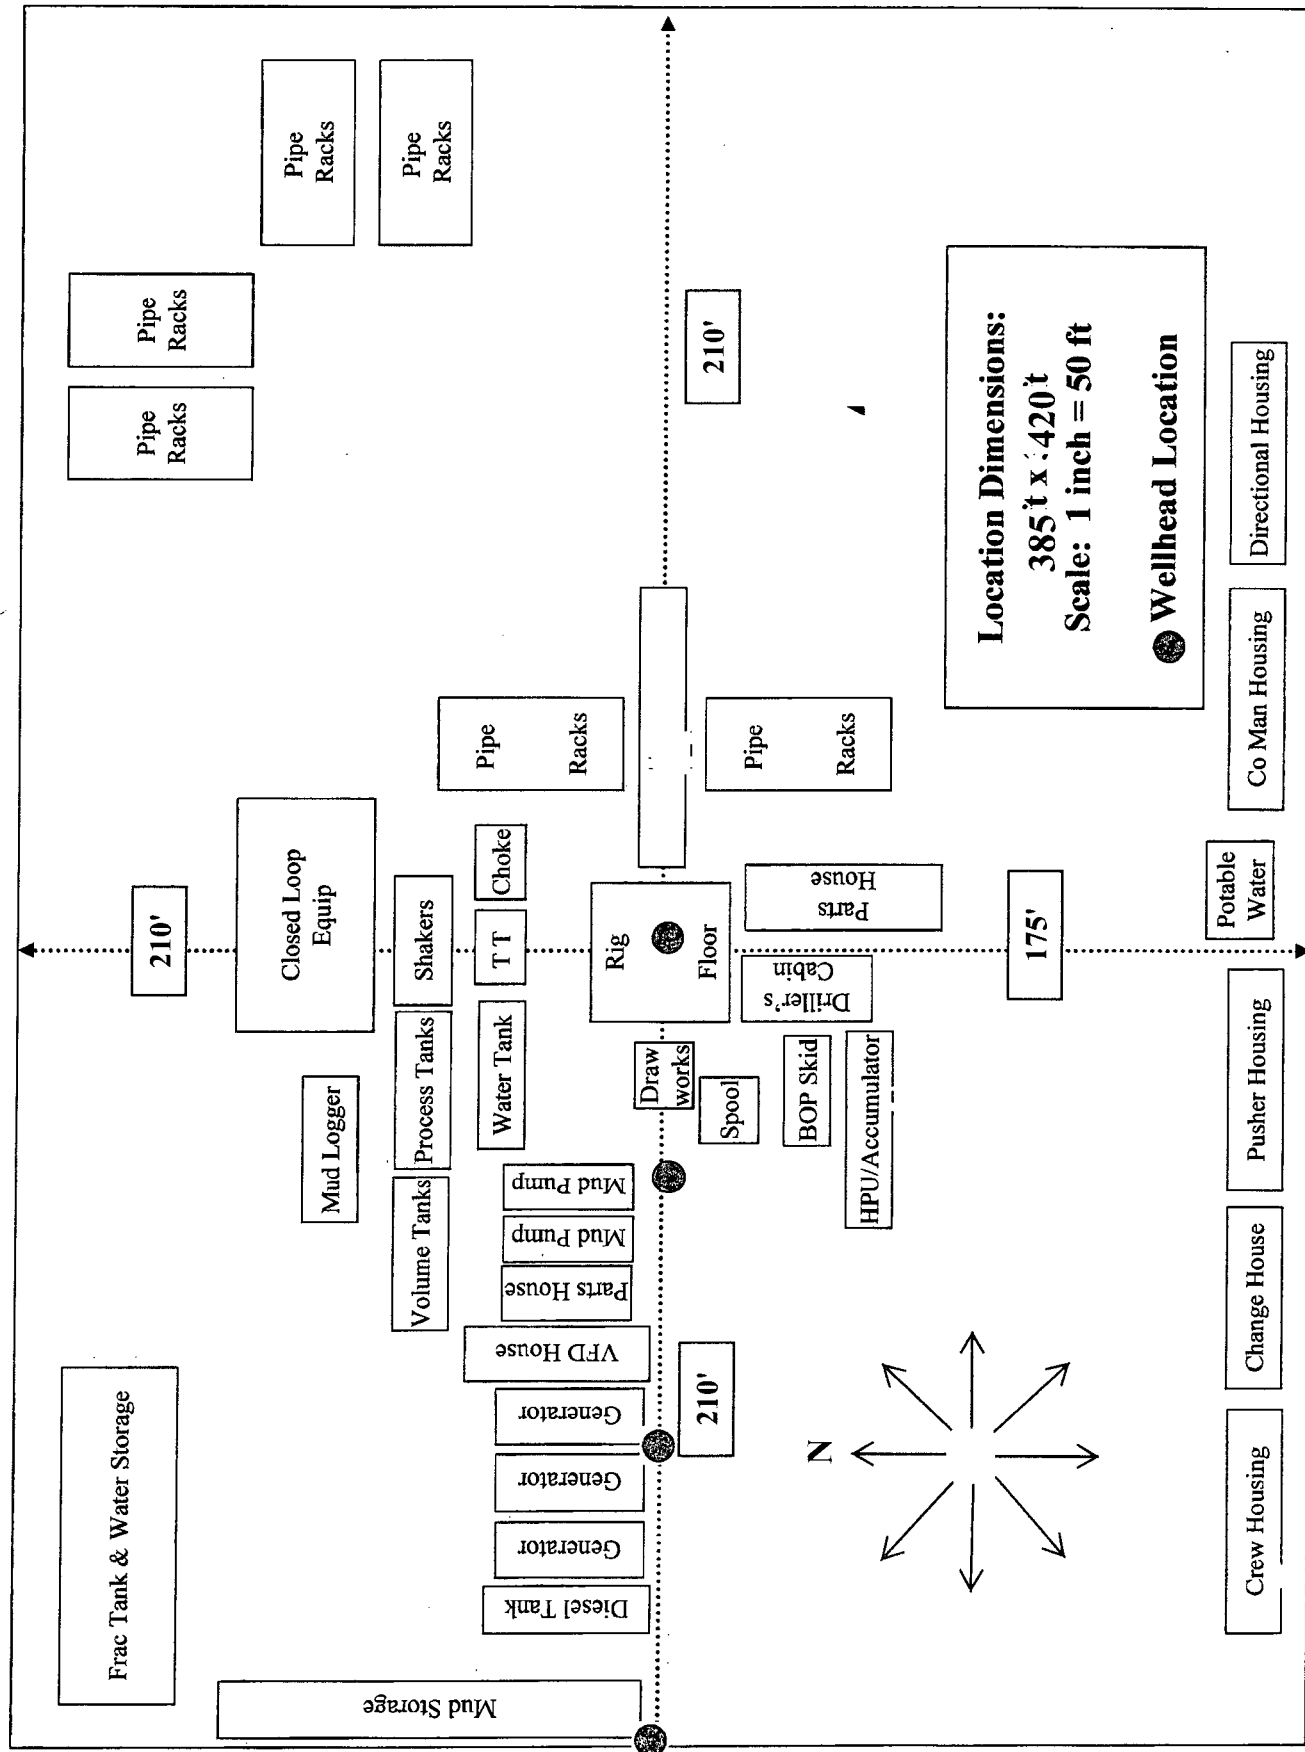 Frac Tank & Water Storage
Pipe
Racks
Pipe
Racks
Pipe
Racks
Pipe
Racks
210'
Closed Loop
Equip
Mud Logger
Volume Tanks
Process Tanks
Shakers
Water Tank
T T
Choke
Pipe
Racks
Mud Storage
Diesel Tank
Generator
Generator
Generator
VFD House
Parts House
Mud Pump
Mud Pump
Draw
works
Rig
Floor
210'
210'
Spool
BOP Skid
HPU/Accumulator
Driller's
Cabin
Parts
House
Pipe
Racks
N
175'
Location Dimensions:
385't x 420't
Scale: 1 inch = 50 ft
Wellhead Location
Crew Housing
Change House
Pusher Housing
Potable
Water
Co Man Housing
Directional Housing